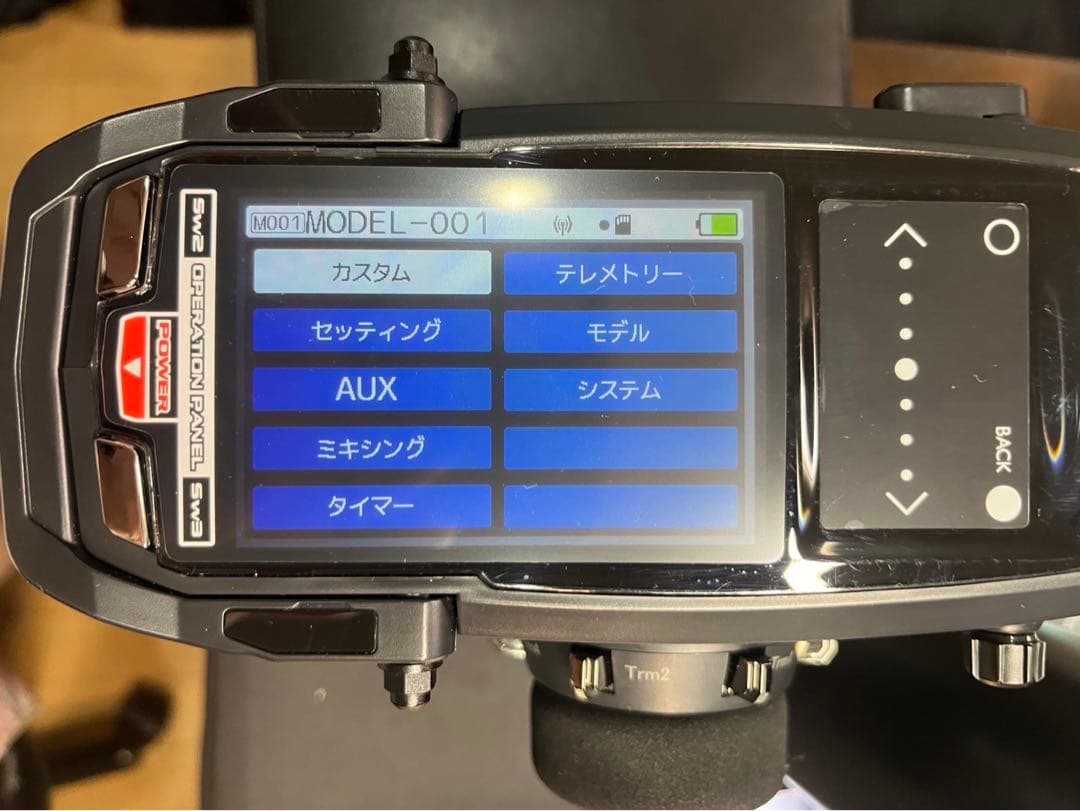 M001 MODEL-001
カスタム
テレメトリー
セッティング
モデル
AUX
システム
ミキシング
タイマー
SW2 OPERATION PANEL SW3
POWER
BACK
Trm2